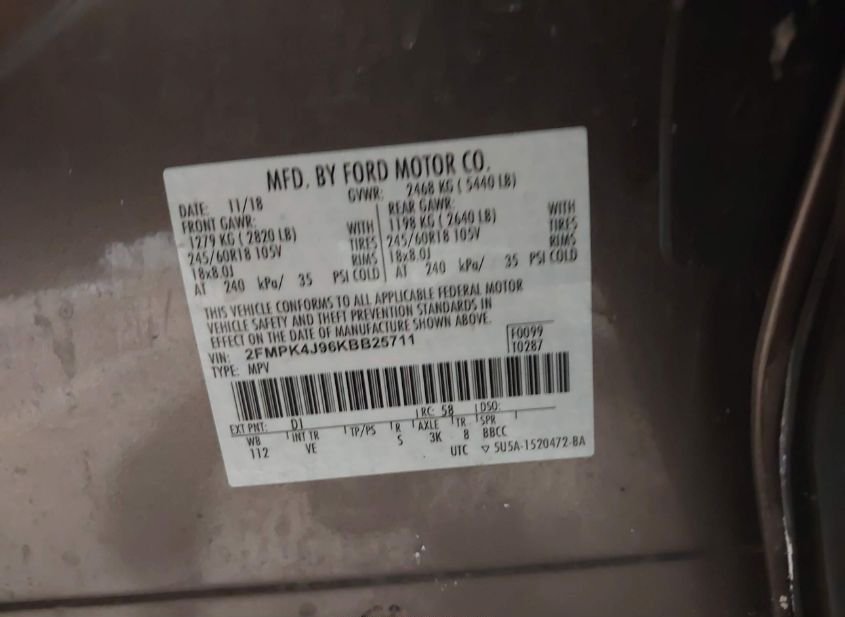 MFD. BY FORD MOTOR CO.
DATE: 11/18 GVWR: 2468 KG ( 5440 LB)
FRONT GAWR: REAR GAWR:
1279 KG ( 2820 LB) WITH 1198 KG ( 2640 LB) WITH
245/60R18 105V TIRES 245/60R18 105V TIRES
18x8.0J RIMS 18x8.0J RIMS
AT 240 kPa/ 35 PSI COLD AT 240 kPa/ 35 PSI COLD
THIS VEHICLE CONFORMS TO ALL APPLICABLE FEDERAL MOTOR
VEHICLE SAFETY AND THEFT PREVENTION STANDARDS IN
EFFECT ON THE DATE OF MANUFACTURE SHOWN ABOVE.
VIN: 2FMPK4J96KBB25711 F0099
TYPE: MPV T0287
EXT PNT: D1 RC: 58 DSO:
WB INT TR TP/PS R AXLE TR SPR
112 VE S 3K 8 BBCC
UTC ▽ 5U5A-1520472-BA